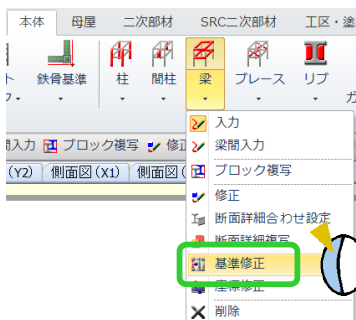 本体 母屋 二次部材 SRC二次部材 工区・塗
ト 鉄骨基準 柱 間柱 梁 ブレース リブ
入力 ブロック複写 修正
(Y2) 側面図(X1) 側面図(
入力
梁間入力
ブロック複写
修正
断面詳細合わせ設定
断面詳細複写
基準修正
座標修正
削除